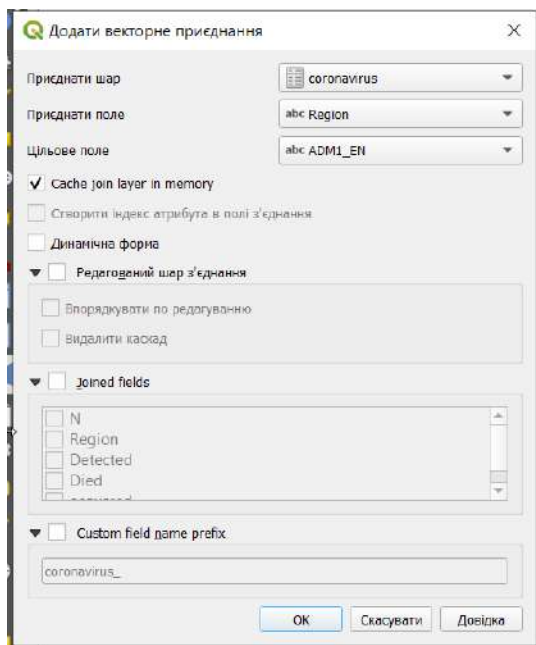 Додати векторне приєднання
Приєднати шар
coronavirus
Приєднати поле
abc Region
Цільове поле
abc ADM1_EN
Cache join layer in memory
Створити індекс атрибута в полі з'єднання
Динамічна форма
Редагований шар з'єднання
Впорядкувати по редагуванню
Видалити каскад
Joined fields
N
Region
Detected
Died
Custom field name prefix
coronavirus_
ОК
Скасувати
Довідка